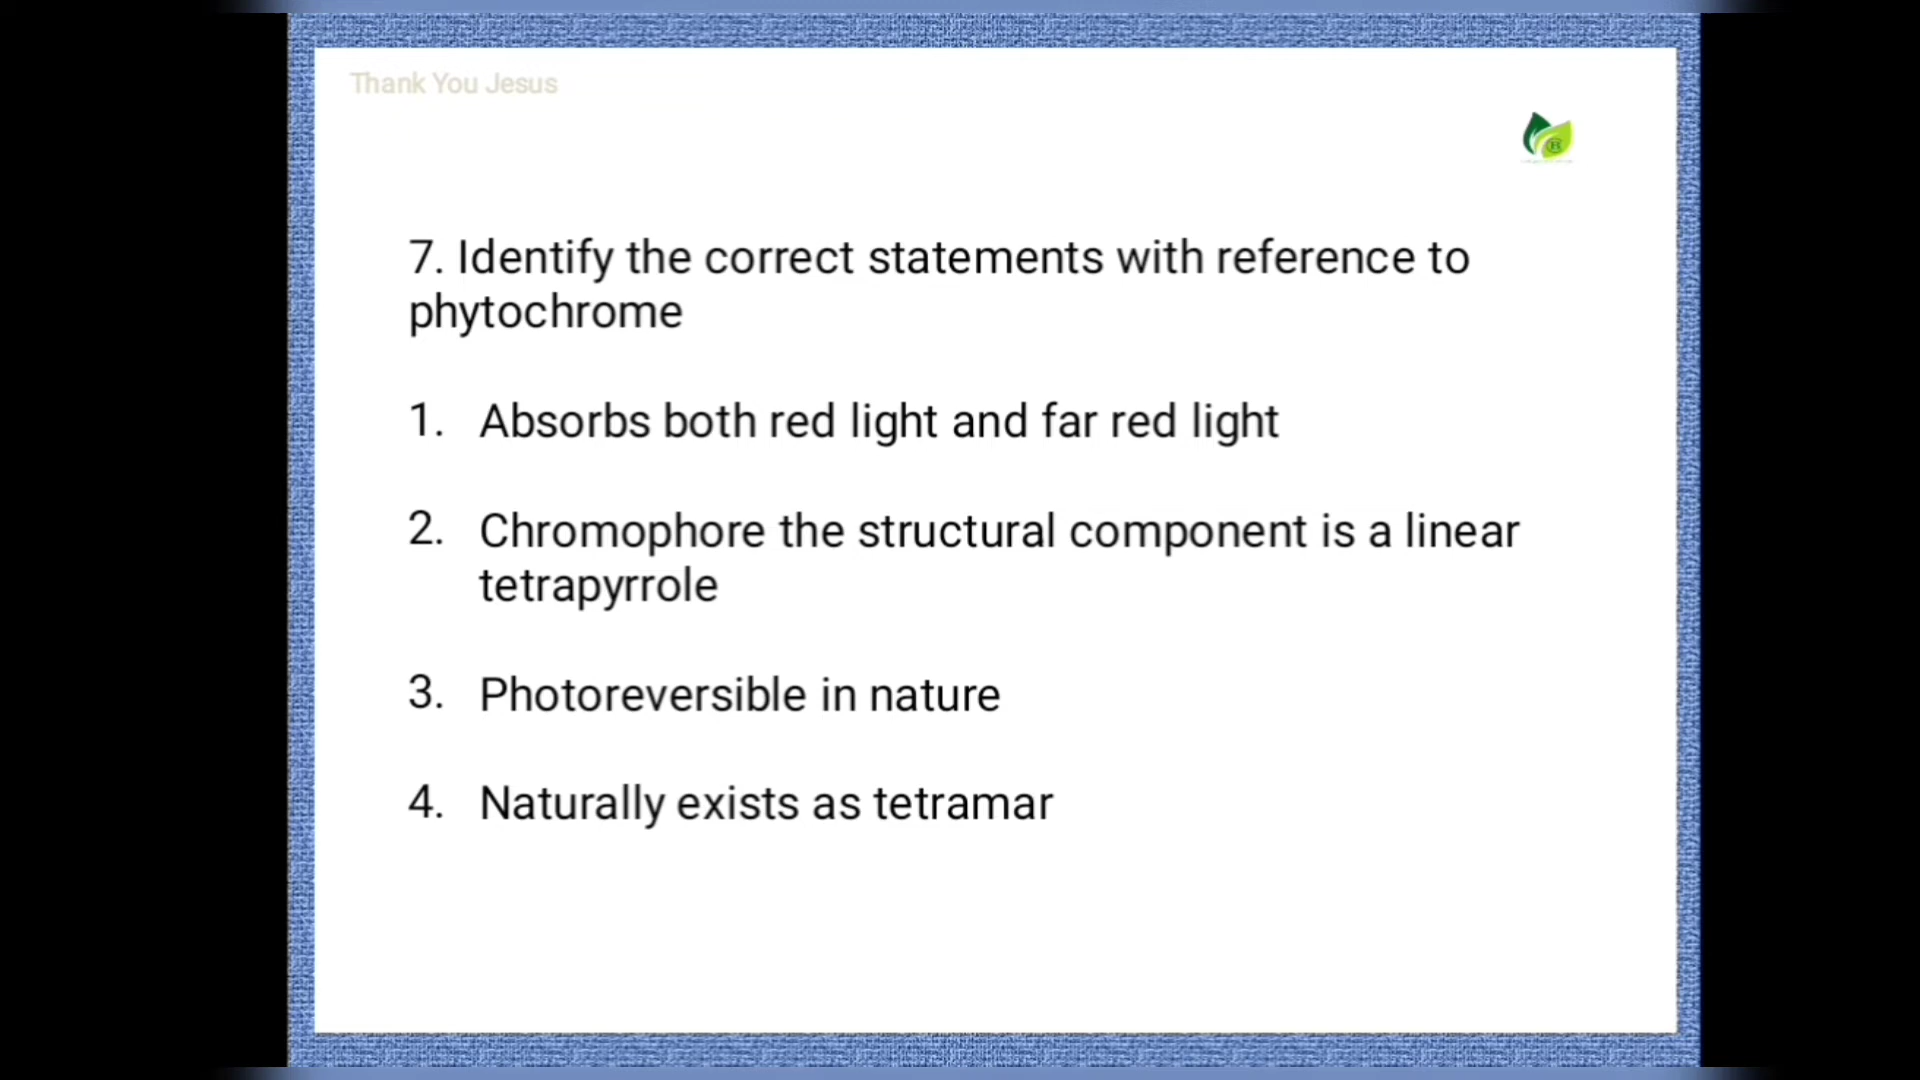 Thank You Jesus
7. Identify the correct statements with reference to
phytochrome
1. Absorbs both red light and far red light
2. Chromophore the structural component is a linear
tetrapyrrole
3. Photoreversible in nature
4. Naturally exists as tetramar